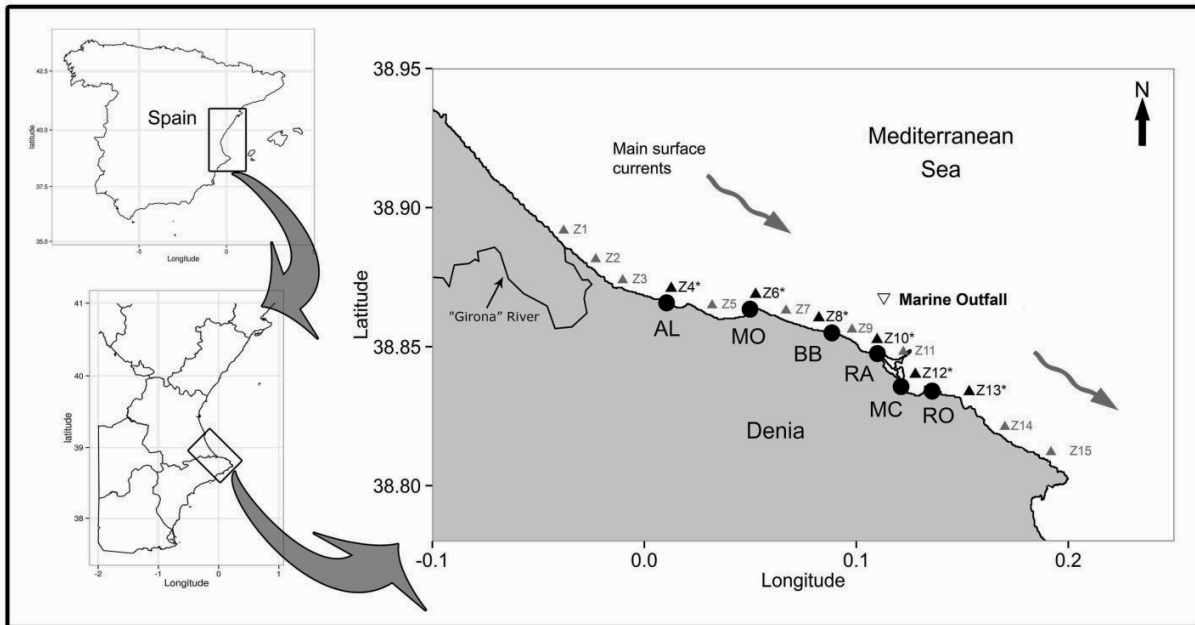 42.5
40.0
37.5
35.0
latitude
Spain
-5
0
Longitude
41
40
39
38
latitude
-2
-1
0
1
Longitude
38.95
38.90
38.85
38.80
Latitude
-0.1
0.0
0.1
0.2
Longitude
N
Mediterranean
Sea
Main surface
currents
Z1
Z2
Z3
Z4*
Z5
Z6*
Z7
Z8*
Z9
Z10*
Z11
Z12*
Z13*
Z14
Z15
Marine Outfall
"Girona" River
AL
MO
BB
RA
MC
RO
Denia